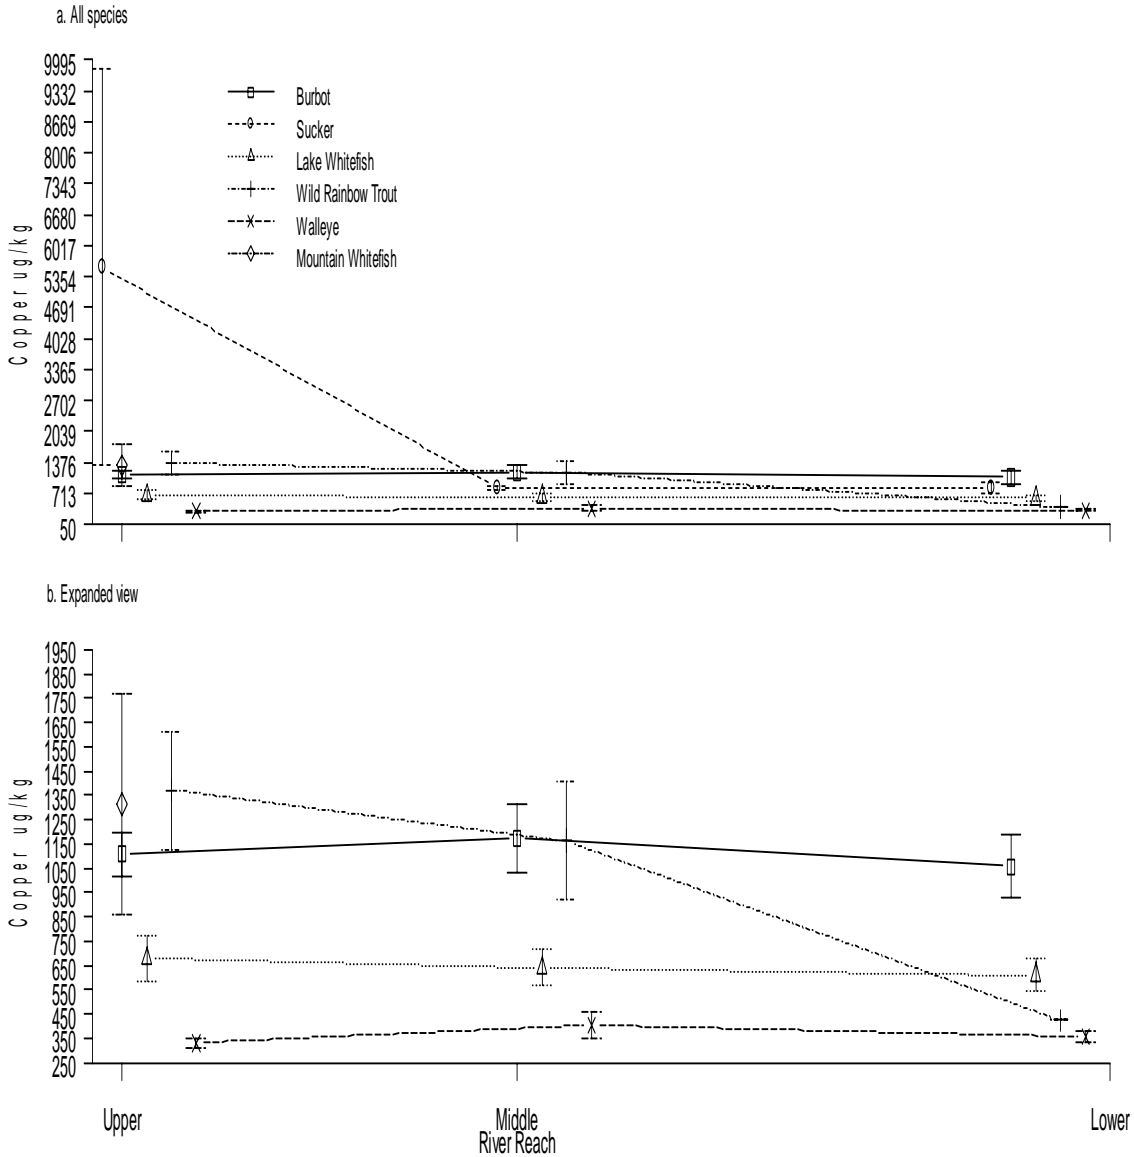 a. All species
9995
9332
8669
8006
7343
6680
6017
5354
4691
4028
3365
2702
2039
1376
713
50
Copper ug/kg
Burbot
Sucker
Lake Whitefish
Wild Rainbow Trout
Walleye
Mountain Whitefish
b. Expanded view
1950
1850
1750
1650
1550
1450
1350
1250
1150
1050
950
850
750
650
550
450
350
250
Copper ug/kg
Upper
Middle
Lower
River Reach